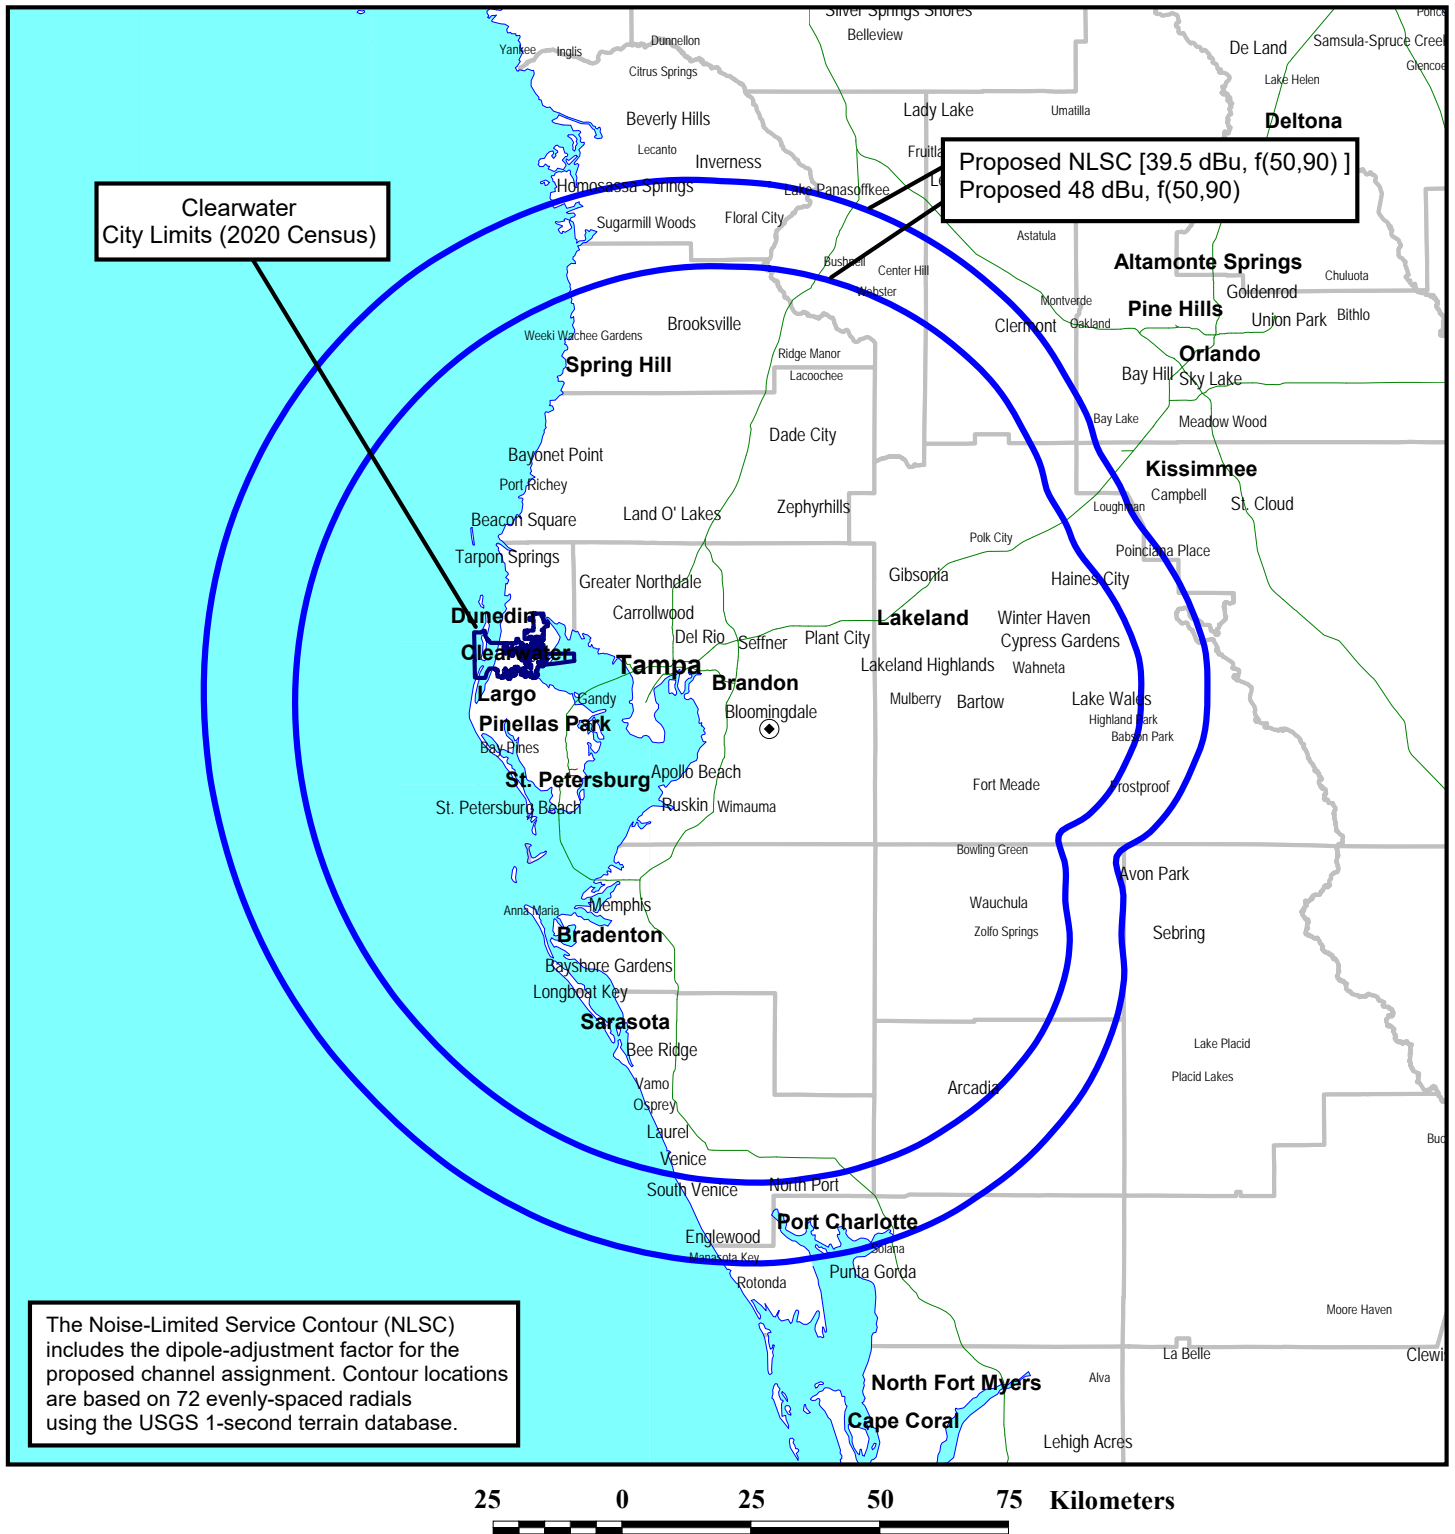 Silver Springs Shores
Belleview
Yankee
Inglis
Dunnellon
Citrus Springs
De Land
Samsula-Spruce Creek
Lake Helen
Beverly Hills
Lady Lake
Umatilla
Deltona
Lecanto
Inverness
Proposed NLSC [39.5 dBu, f(50,90) ]
Proposed 48 dBu, f(50,90)
Homosassa Springs
Lake Panasoffkee
Clearwater
City Limits (2020 Census)
Sugarmill Woods
Floral City
Astatula
Bushnell
Center Hill
Webster
Altamonte Springs
Chuluota
Goldenrod
Montverde
Pine Hills
Union Park
Bithlo
Brooksville
Clermont
Oakland
Weeki Wachee Gardens
Spring Hill
Ridge Manor
Lacoochee
Orlando
Bay Hill
Sky Lake
Bay Lake
Meadow Wood
Dade City
Bayonet Point
Kissimmee
Port Richey
Campbell
St. Cloud
Loughman
Beacon Square
Land O' Lakes
Zephyrhills
Polk City
Poinciana Place
Tarpon Springs
Greater Northdale
Gibsonia
Haines City
Dunedin
Carrollwood
Lakeland
Winter Haven
Del Rio
Seffner
Plant City
Cypress Gardens
Clearwater
Tampa
Lakeland Highlands
Wahneta
Brandon
Largo
Gandy
Mulberry
Bartow
Lake Wales
Bloomingdale
Pinellas Park
Highland Park
Babson Park
Bay Pines
St. Petersburg
Apollo Beach
Fort Meade
Frostproof
St. Petersburg Beach
Ruskin
Wimauma
Bowling Green
Avon Park
Anna Maria
Memphis
Wauchula
Bradenton
Zolfo Springs
Sebring
Bayshore Gardens
Longboat Key
Sarasota
Bee Ridge
Lake Placid
Placid Lakes
Vamo
Arcadia
Osprey
Laurel
Venice
South Venice
North Port
Port Charlotte
Englewood
Solana
Manasota Key
Punta Gorda
Rotonda
Moore Haven
The Noise-Limited Service Contour (NLSC)
includes the dipole-adjustment factor for the
proposed channel assignment. Contour locations
are based on 72 evenly-spaced radials
using the USGS 1-second terrain database.
La Belle
North Fort Myers
Alva
Cape Coral
Lehigh Acres
25 0 25 50 75 Kilometers